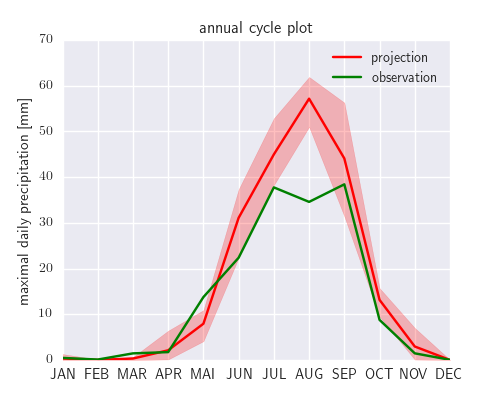 annual cycle plot
maximal daily precipitation [mm]
70
60
50
40
30
20
10
0
projection
observation
JAN FEB MAR APR MAI JUN JUL AUG SEP OCT NOV DEC